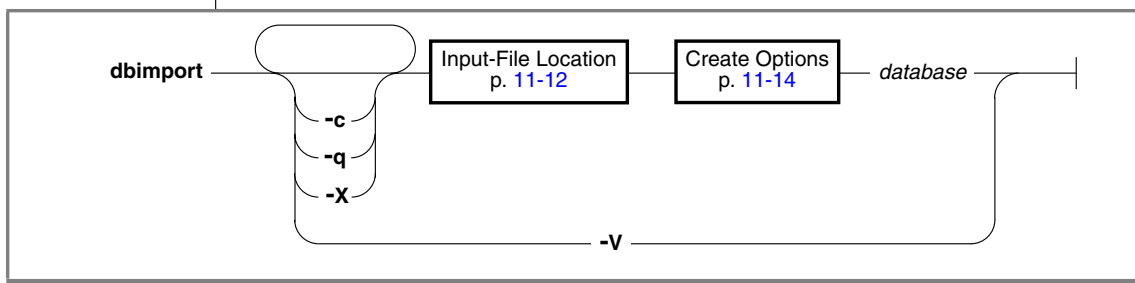 dbimport
Input-File Location
p. 11-12
Create Options
p. 11-14
database
-c
-q
-X
-V